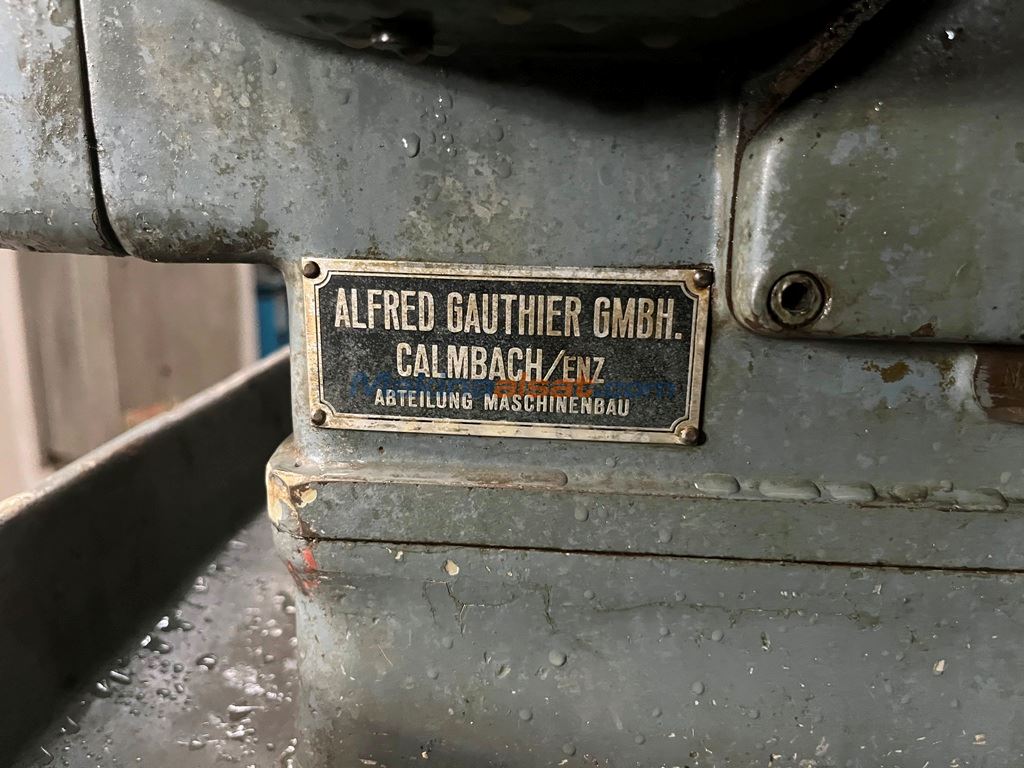 ALFRED GAUTHIER GMBH.
CALMBACH/ENZ
ABTEILUNG MASCHINENBAU